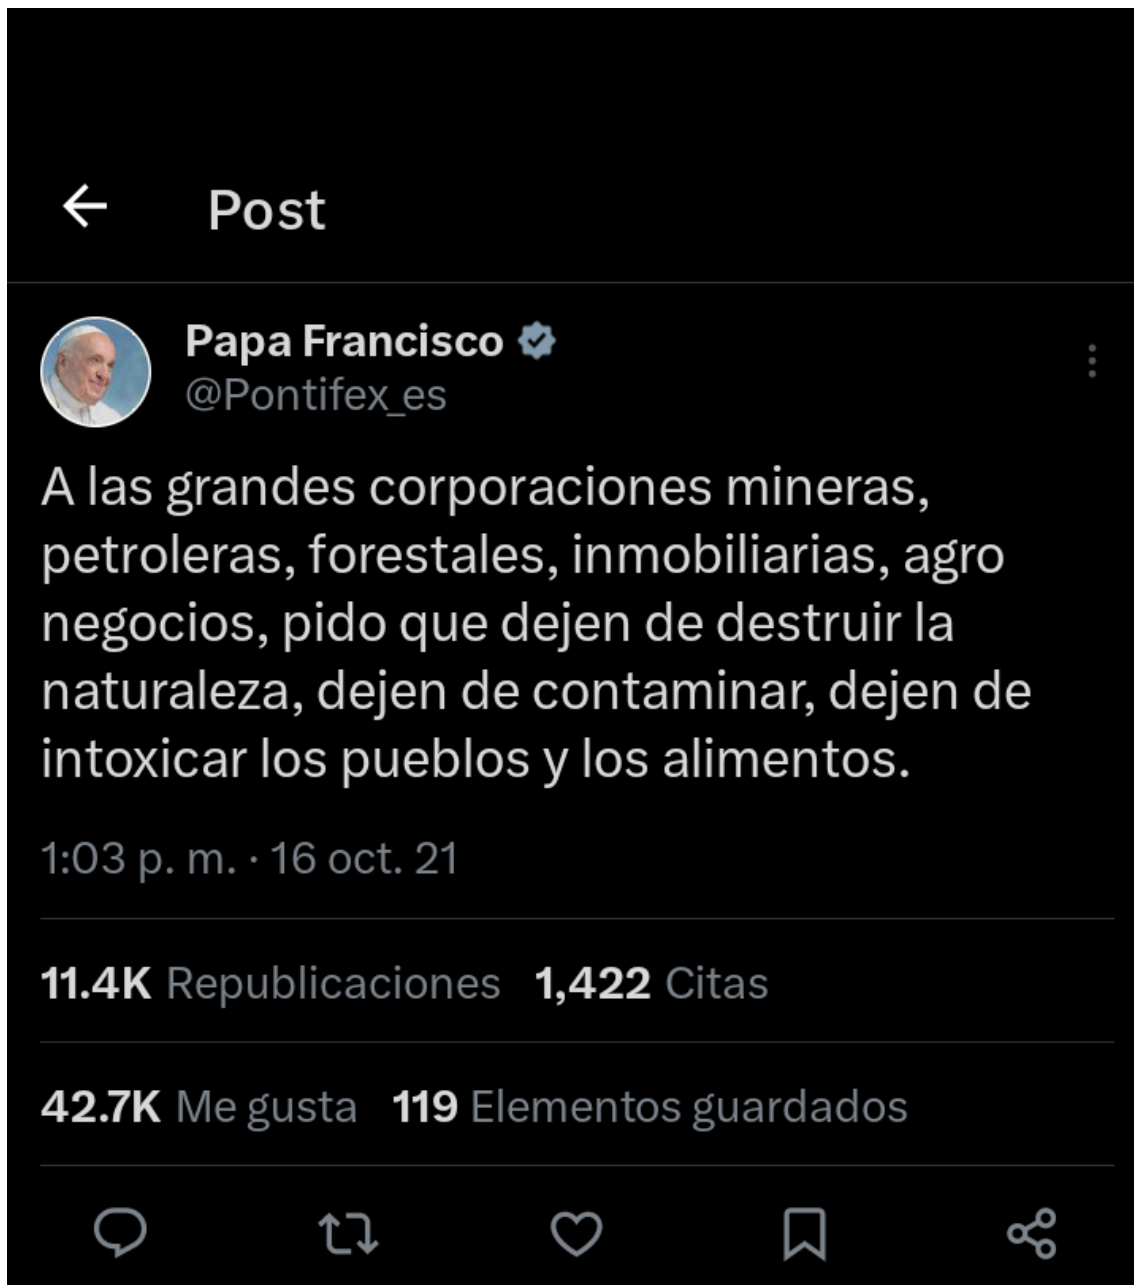 Post
Papa Francisco
@Pontifex_es
A las grandes corporaciones mineras,
petroleras, forestales, inmobiliarias, agro
negocios, pido que dejen de destruir la
naturaleza, dejen de contaminar, dejen de
intoxicar los pueblos y los alimentos.
1:03 p. m. · 16 oct. 21
11.4K Republicaciones 1,422 Citas
42.7K Me gusta 119 Elementos guardados